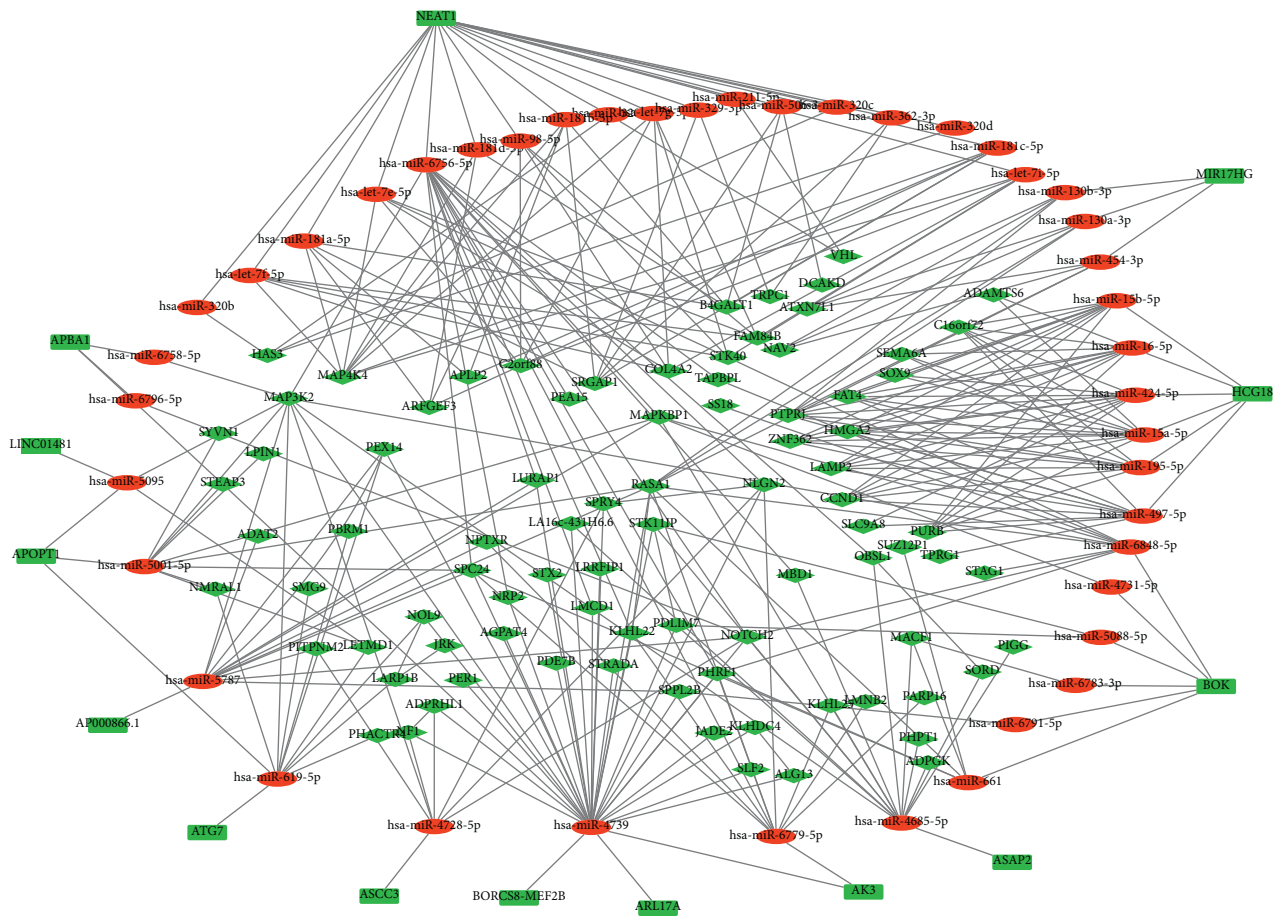 NEAT1
hsa-miR-211-5p
hsa-miR-320c
hsa-miR-329-3p
hsa-let-7g-5p
hsa-miR-181b-5p
hsa-miR-362-3p
hsa-miR-320d
hsa-miR-98-5p
hsa-miR-181d-5p
hsa-miR-181c-5p
hsa-miR-6756-5p
hsa-let-7i-5p
MIR17HG
hsa-let-7e-5p
hsa-miR-130b-3p
hsa-miR-130a-3p
hsa-miR-181a-5p
VHL
hsa-miR-454-3p
hsa-let-7f-5p
DCAKD
ADAMTS6
TRPC1
hsa-miR-15b-5p
hsa-miR-320b
B4GALT1
ATXN7L1
C16orf72
APBA1
FAM84B
NAV2
hsa-miR-16-5p
hsa-miR-6758-5p
HAS3
STK40
SEMA6A
C2orf88
COL4A2
MAP4K4
APLP2
SRGAP1
TAPBPL
SOX9
HCG18
hsa-miR-6796-5p
MAP3K2
PEA15
FAT4
hsa-miR-424-5p
ARFGEF3
SS18
MAPKBP1
PTPRJ
SYVN1
HMGA2
hsa-miR-15a-5p
LINC01481
ZNF362
PEX14
LPIN1
LAMP2
hsa-miR-195-5p
hsa-miR-5095
STEAP3
LURAP1
RASA1
NLGN2
SPRY4
CCND1
hsa-miR-497-5p
LA16c-431H6.6
STK11IP
SLC9A8
PURB
ADAT2
PBRM1
NPTXR
SUZ12P1
hsa-miR-6848-5p
APOPT1
OBSL1
TPRG1
hsa-miR-5001-5p
SPC24
STX2
LRRFIP1
MBD1
STAG1
NMRAL1
SMG9
NRP2
hsa-miR-4731-5p
LMCD1
NOL9
PDLIM7
AGPAT4
KLHL22
NOTCH2
MACF1
hsa-miR-5088-5p
PITPNM2
LETMD1
JRK
PIGG
PDE7B
STRADA
PHRF1
SORD
hsa-miR-5787
LARP1B
PER1
SPPL2B
hsa-miR-6783-3p
BOK
PARP16
LMNB2
KLHL25
ADPRHL1
AP000866.1
hsa-miR-6791-5p
PHACTR4
NF1
JADE2
KLHDC4
PHPT1
ADPGK
SLF2
ALG13
hsa-miR-619-5p
hsa-miR-661
hsa-miR-4728-5p
hsa-miR-4739
hsa-miR-6779-5p
hsa-miR-4685-5p
ATG7
ASAP2
ASCC3
BORCS8-MEF2B
AK3
ARL17A